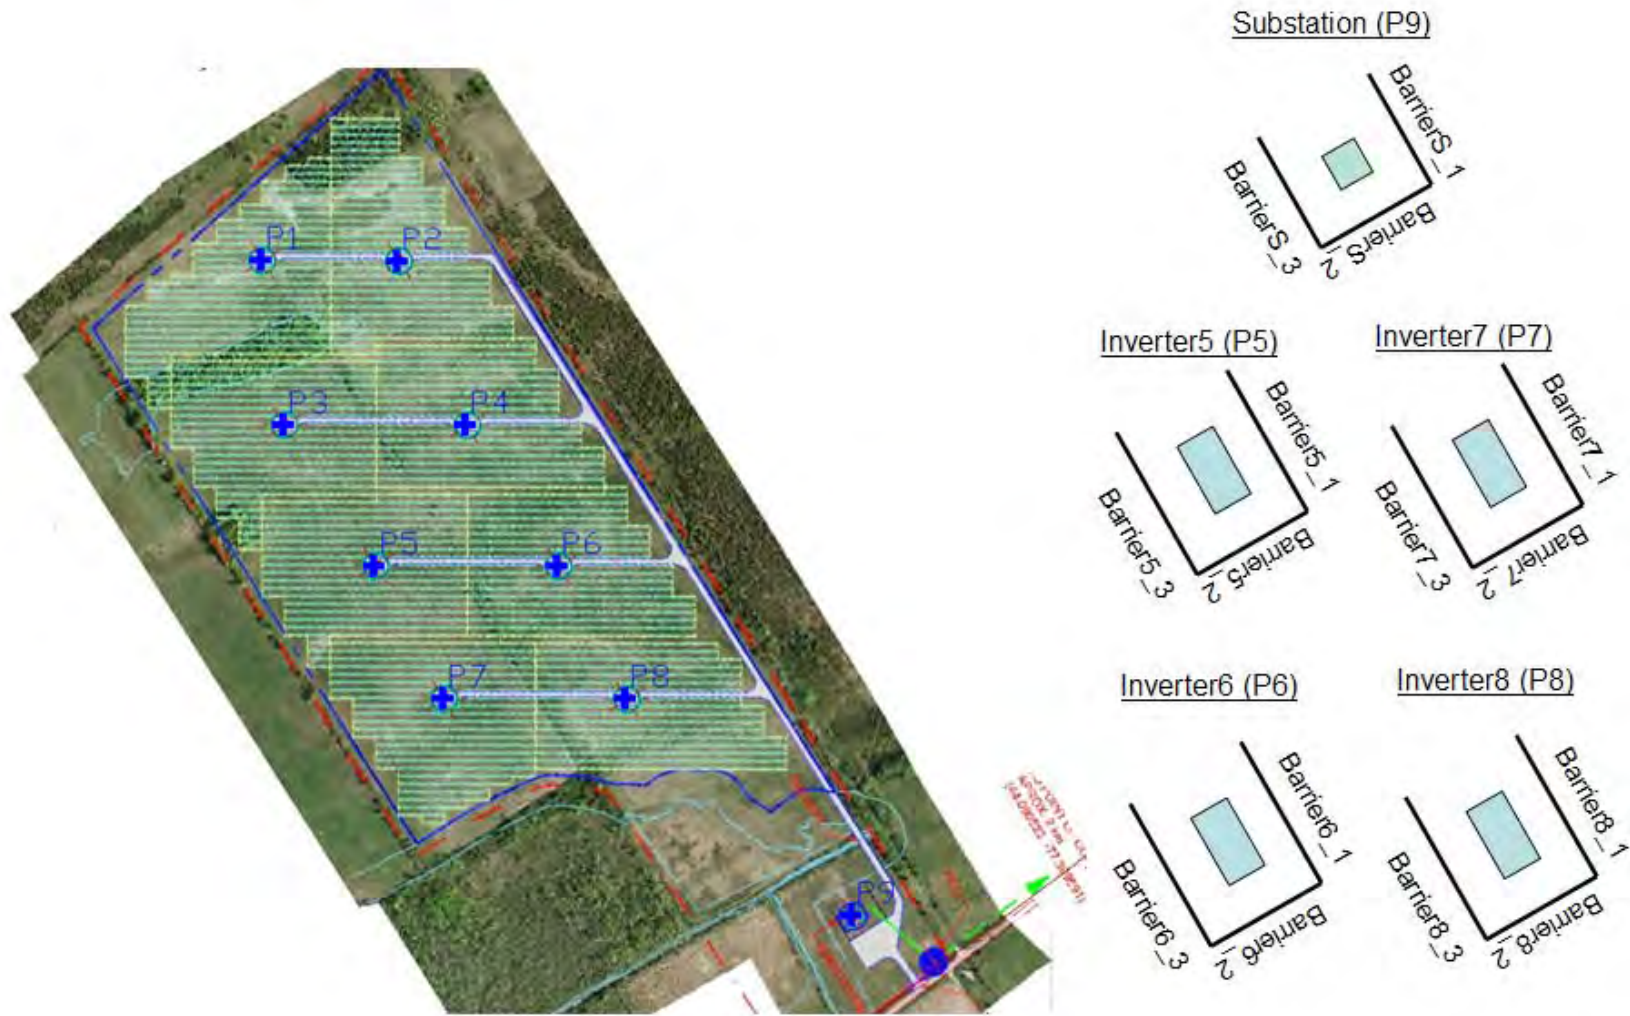 Substation (P9)
BarrierS_1
BarrierS_2
BarrierS_3
P1
P2
P3
P4
P5
P6
P7
P8
P9
Inverter5 (P5)
Barrier5_1
Barrier5_2
Barrier5_3
Inverter7 (P7)
Barrier7_1
Barrier7_2
Barrier7_3
Inverter6 (P6)
Barrier6_1
Barrier6_2
Barrier6_3
Inverter8 (P8)
Barrier8_1
Barrier8_2
Barrier8_3